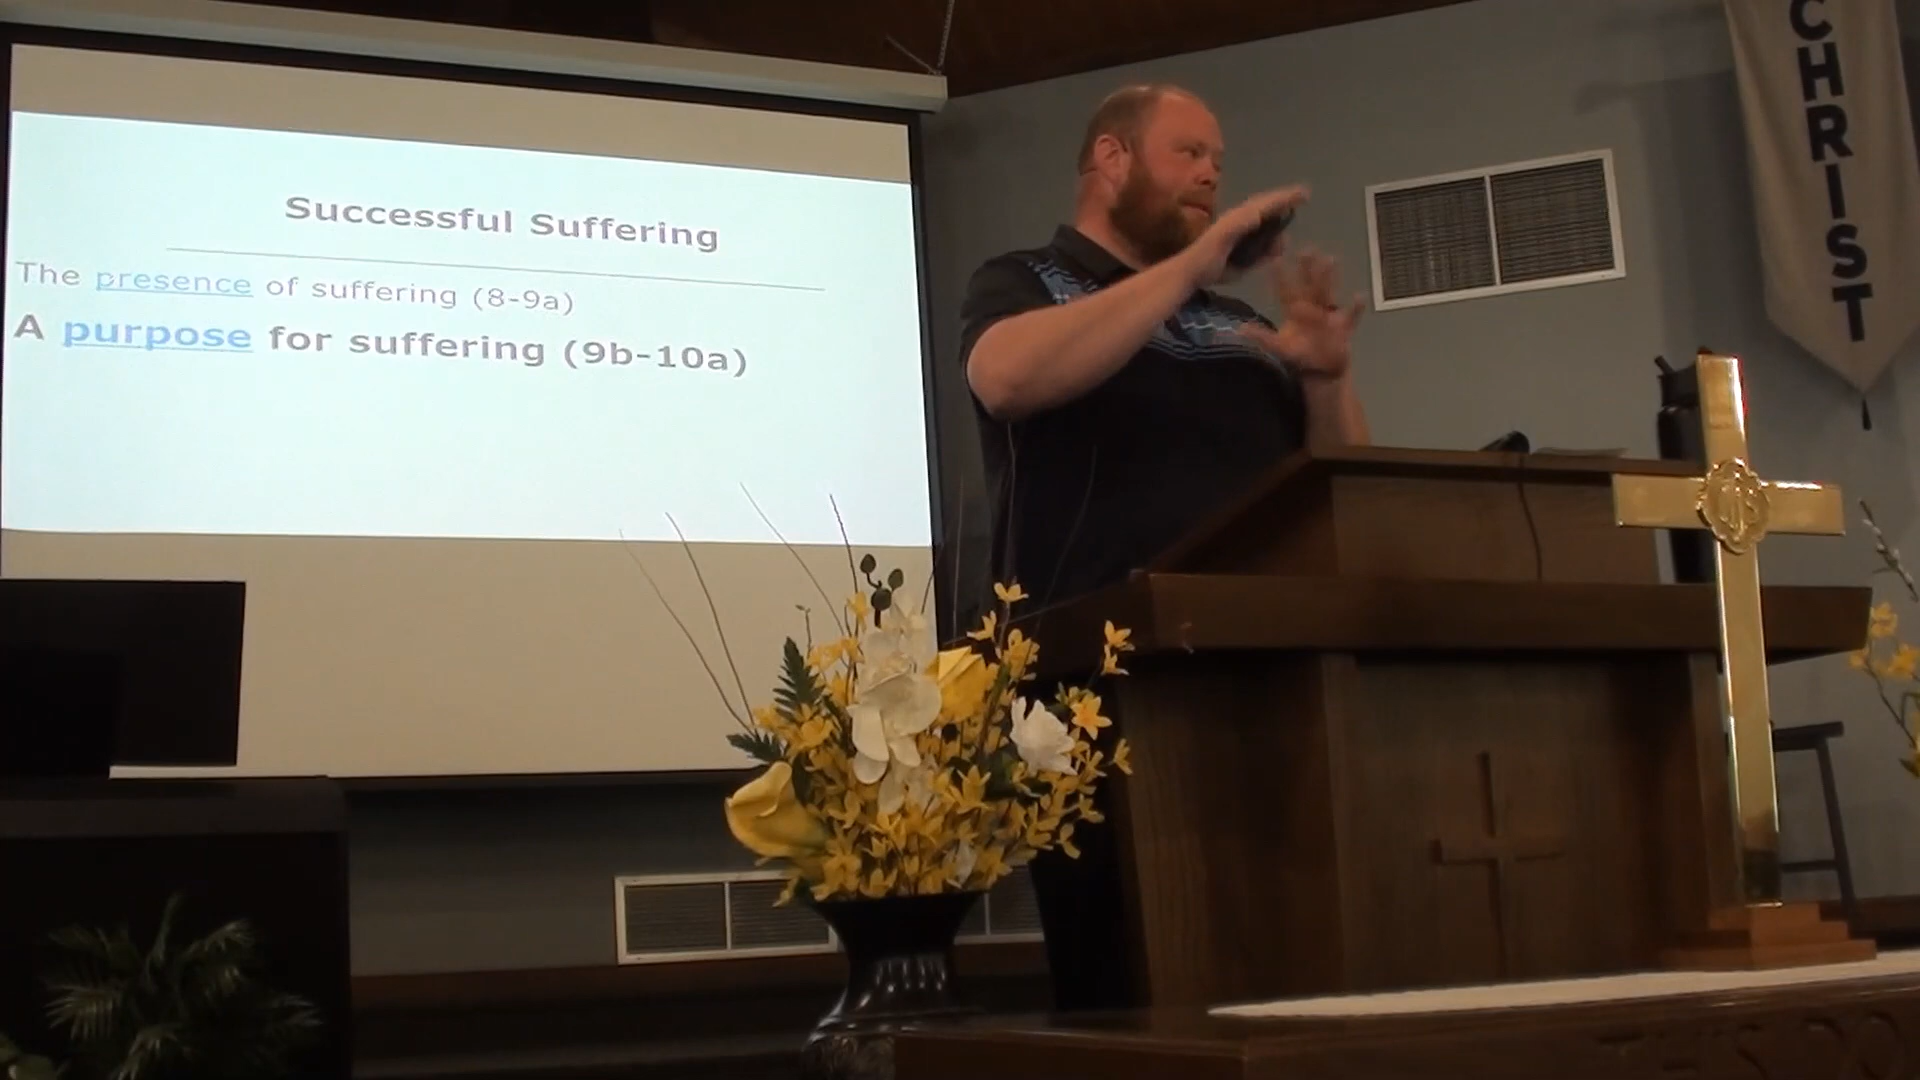 Successful Suffering
The presence of suffering (8-9a)
A purpose for suffering (9b-10a)
CHRIST